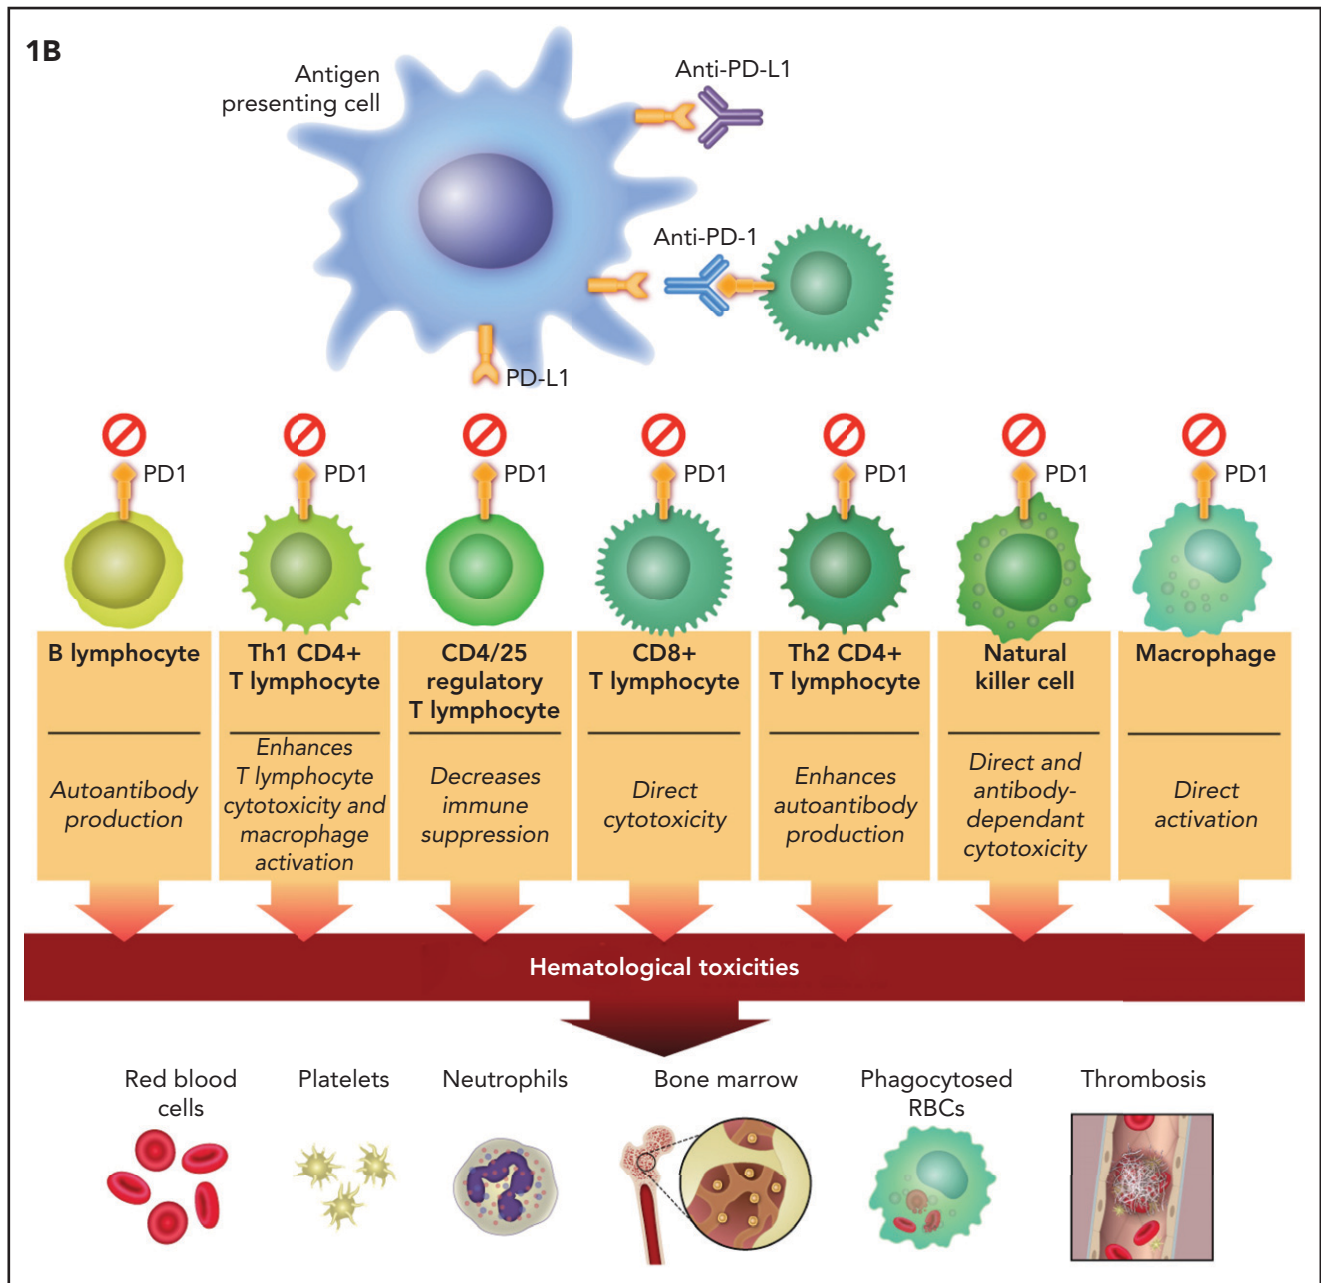 1B
Antigen
presenting cell
Anti-PD-L1
Anti-PD-1
PD-L1
PD1
PD1
PD1
PD1
PD1
PD1
PD1
B lymphocyte
Autoantibody
production
Th1 CD4+
T lymphocyte
Enhances
T lymphocyte
cytotoxicity and
macrophage
activation
CD4/25
regulatory
T lymphocyte
Decreases
immune
suppression
CD8+
T lymphocyte
Direct
cytotoxicity
Th2 CD4+
T lymphocyte
Enhances
autoantibody
production
Natural
killer cell
Direct and
antibody-
dependant
cytotoxicity
Macrophage
Direct
activation
Hematological toxicities
Red blood
cells
Platelets
Neutrophils
Bone marrow
Phagocytosed
RBCs
Thrombosis